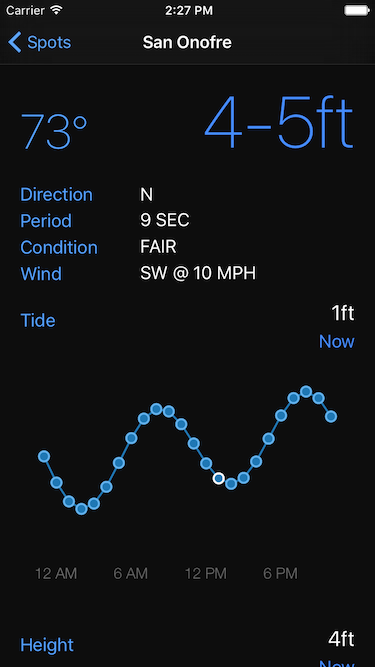 Carrier 2:27 PM
Spots San Onofre
73° 4-5ft
Direction N
Period 9 SEC
Condition FAIR
Wind SW @ 10 MPH
Tide 1ft
Now
12 AM 6 AM 12 PM 6 PM
Height 4ft
Now